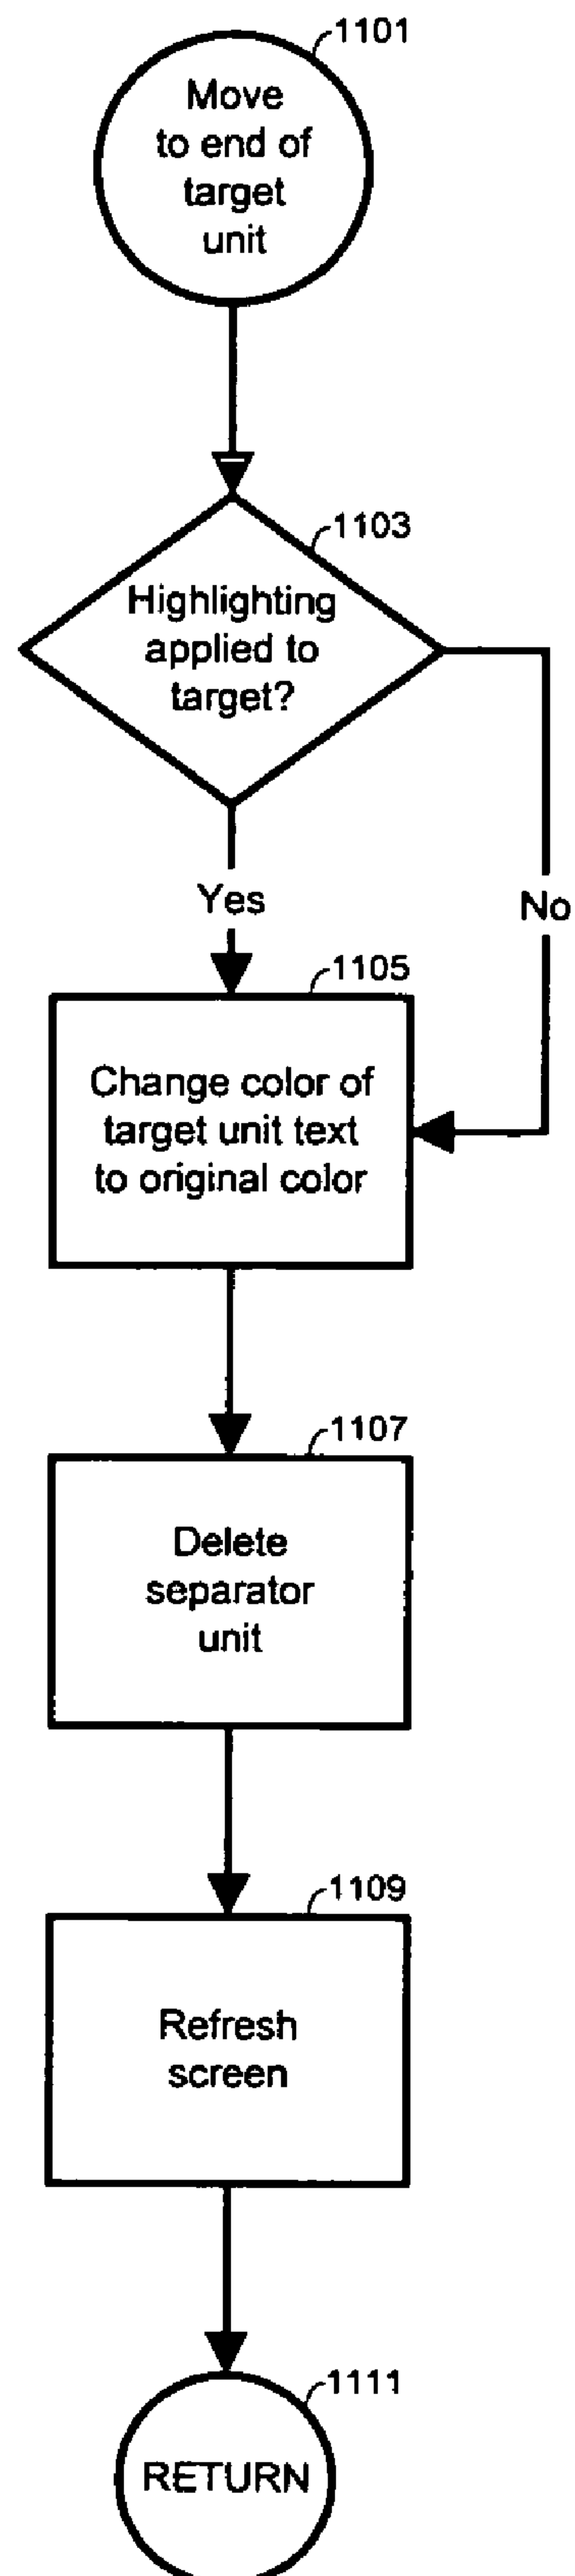 1101
Move
to end of
target
unit
1103
Highlighting
applied to
target?
Yes
No
1105
Change color of
target unit text
to original color
1107
Delete
separator
unit
1109
Refresh
screen
1111
RETURN